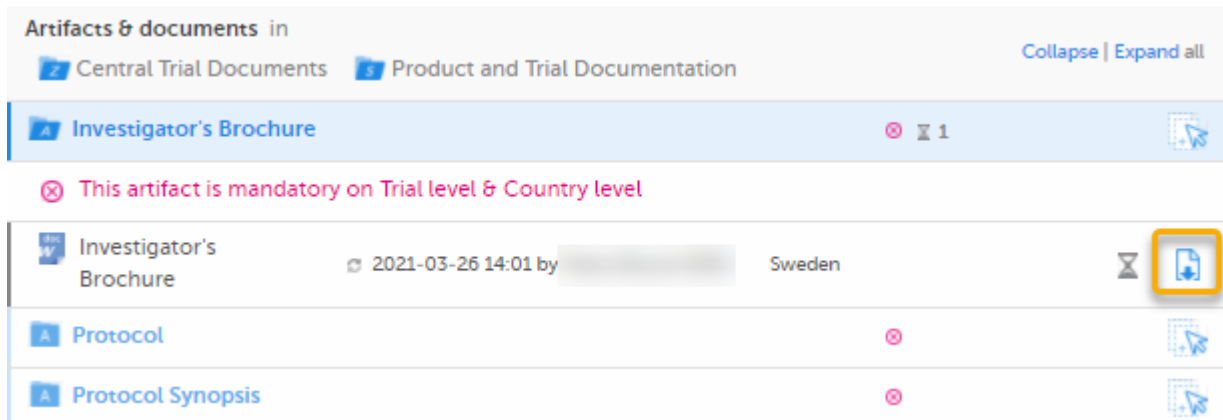 Artifacts & documents in
Z Central Trial Documents S Product and Trial Documentation
Collapse | Expand all
A Investigator's Brochure 1
This artifact is mandatory on Trial level & Country level
doc W Investigator's
Brochure
2021-03-26 14:01 by Sweden
A Protocol
A Protocol Synopsis